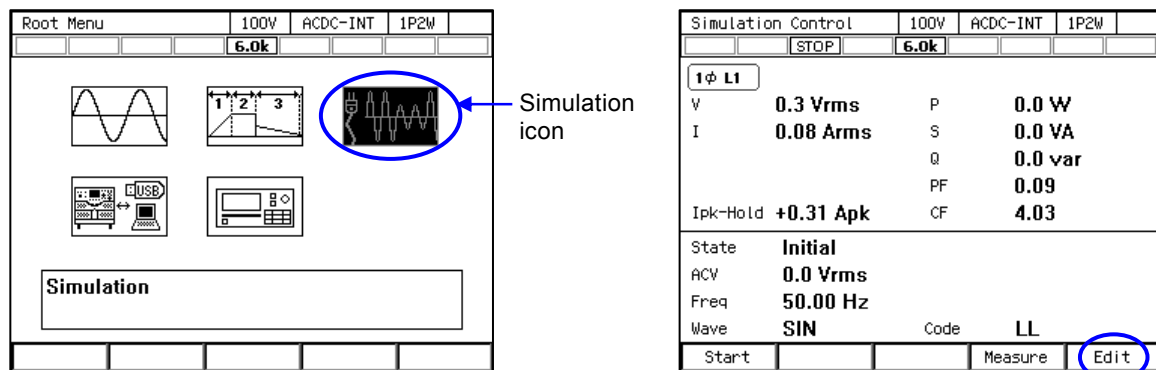 Root Menu 100V ACDC-INT 1P2W
6.0k
1 2 3
USB
Simulation
Simulation
icon
Simulation Control 100V ACDC-INT 1P2W
STOP 6.0k
1ϕ L1
V 0.3 Vrms P 0.0 W
I 0.08 Arms S 0.0 VA
Q 0.0 var
PF 0.09
Ipk-Hold +0.31 Apk CF 4.03
State Initial
ACV 0.0 Vrms
Freq 50.00 Hz
Wave SIN Code LL
Start Measure Edit